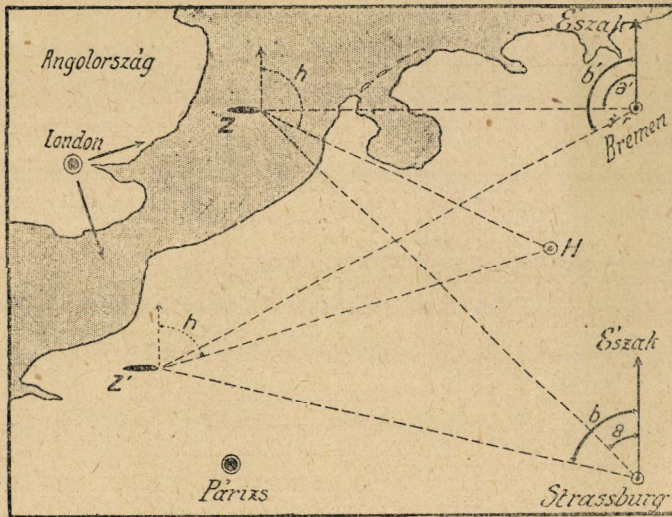 Észak
Angolország
h
b'
a'
Z
London
Bremen
H
h
Észak
Z'
b
a
Párizs
Strassburg